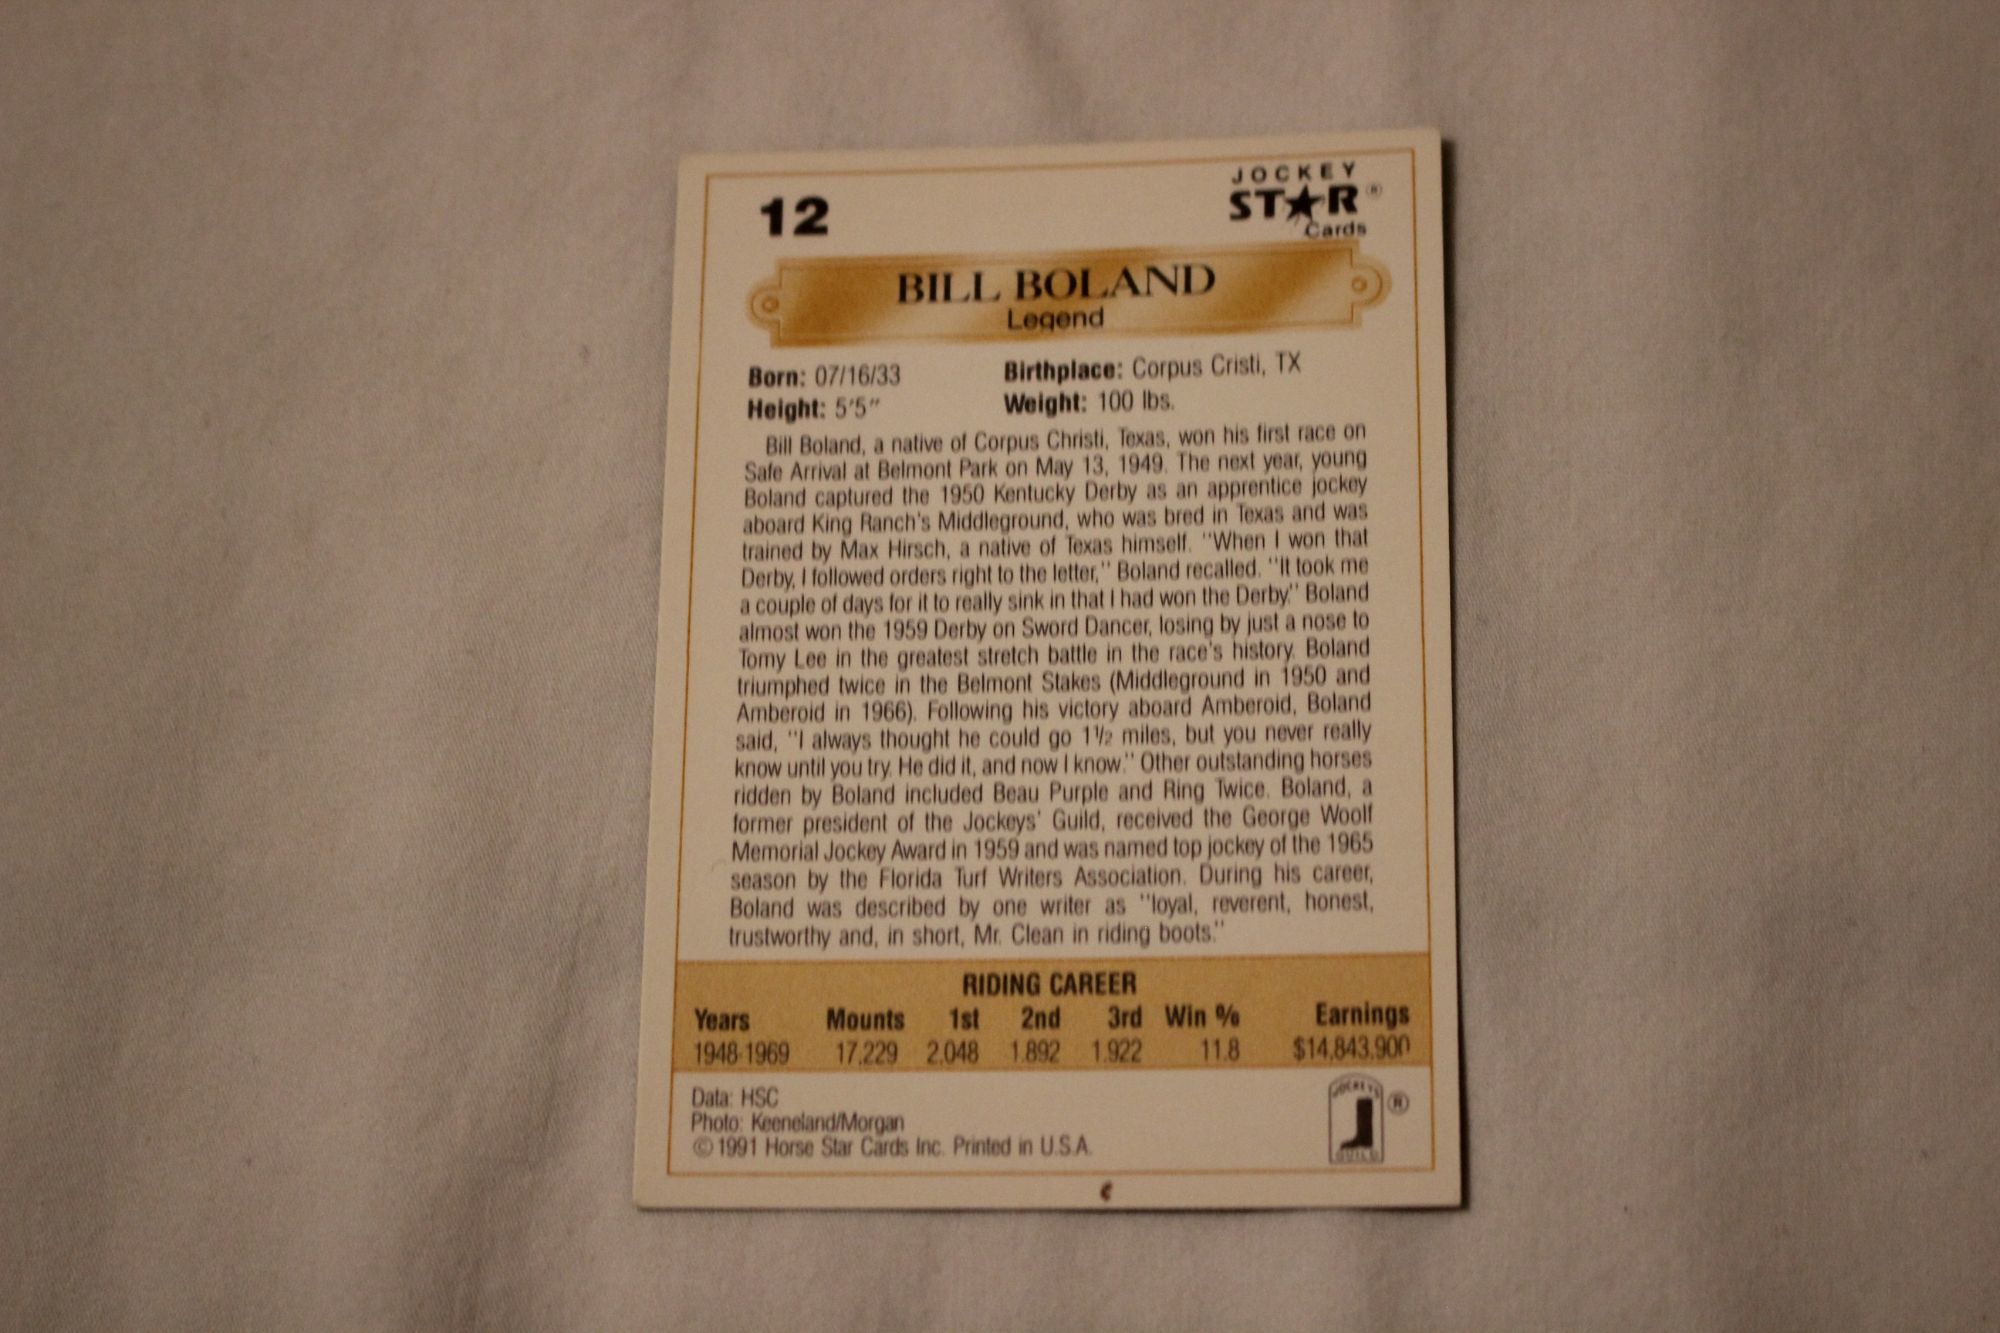 12
JOCKEY
STAR®
Cards
BILL BOLAND
Legend
Born: 07/16/33 Birthplace: Corpus Cristi, TX
Height: 5'5" Weight: 100 lbs.
Bill Boland, a native of Corpus Christi, Texas, won his first race on
Safe Arrival at Belmont Park on May 13, 1949. The next year, young
Boland captured the 1950 Kentucky Derby as an apprentice jockey
aboard King Ranch's Middleground, who was bred in Texas and was
trained by Max Hirsch, a native of Texas himself. "When I won that
Derby, I followed orders right to the letter," Boland recalled. "It took me
a couple of days for it to really sink in that I had won the Derby." Boland
almost won the 1959 Derby on Sword Dancer, losing by just a nose to
Tomy Lee in the greatest stretch battle in the race's history. Boland
triumphed twice in the Belmont Stakes (Middleground in 1950 and
Amberoid in 1966). Following his victory aboard Amberoid, Boland
said, "I always thought he could go 1½ miles, but you never really
know until you try. He did it, and now I know." Other outstanding horses
ridden by Boland included Beau Purple and Ring Twice. Boland, a
former president of the Jockeys' Guild, received the George Woolf
Memorial Jockey Award in 1959 and was named top jockey of the 1965
season by the Florida Turf Writers Association. During his career,
Boland was described by one writer as "loyal, reverent, honest,
trustworthy and, in short, Mr. Clean in riding boots."
RIDING CAREER
Years Mounts 1st 2nd 3rd Win % Earnings
1948-1969 17,229 2,048 1,892 1,922 11.8 $14,843,900
Data: HSC
Photo: Keeneland/Morgan
©1991 Horse Star Cards Inc. Printed in U.S.A.
JOCKEYS'
GUILD
®